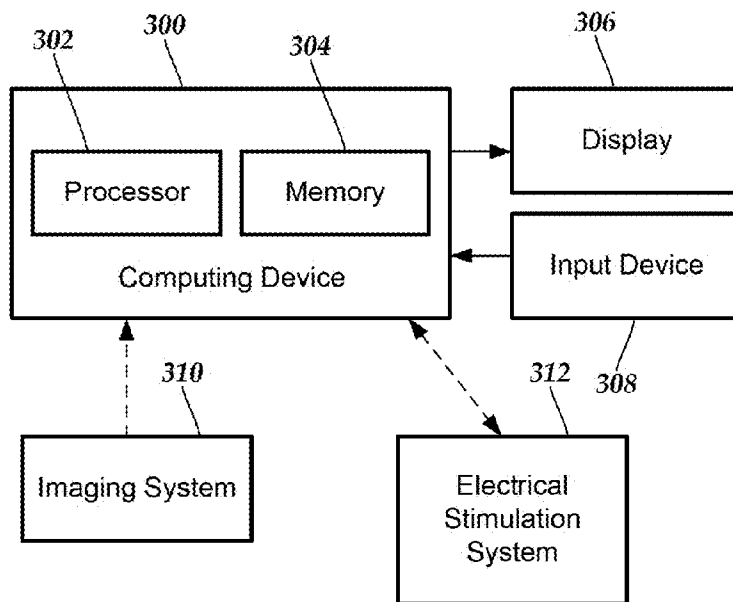 300
302
304
306
Processor
Memory
Display
Computing Device
Input Device
310
312
308
Imaging System
Electrical
Stimulation
System